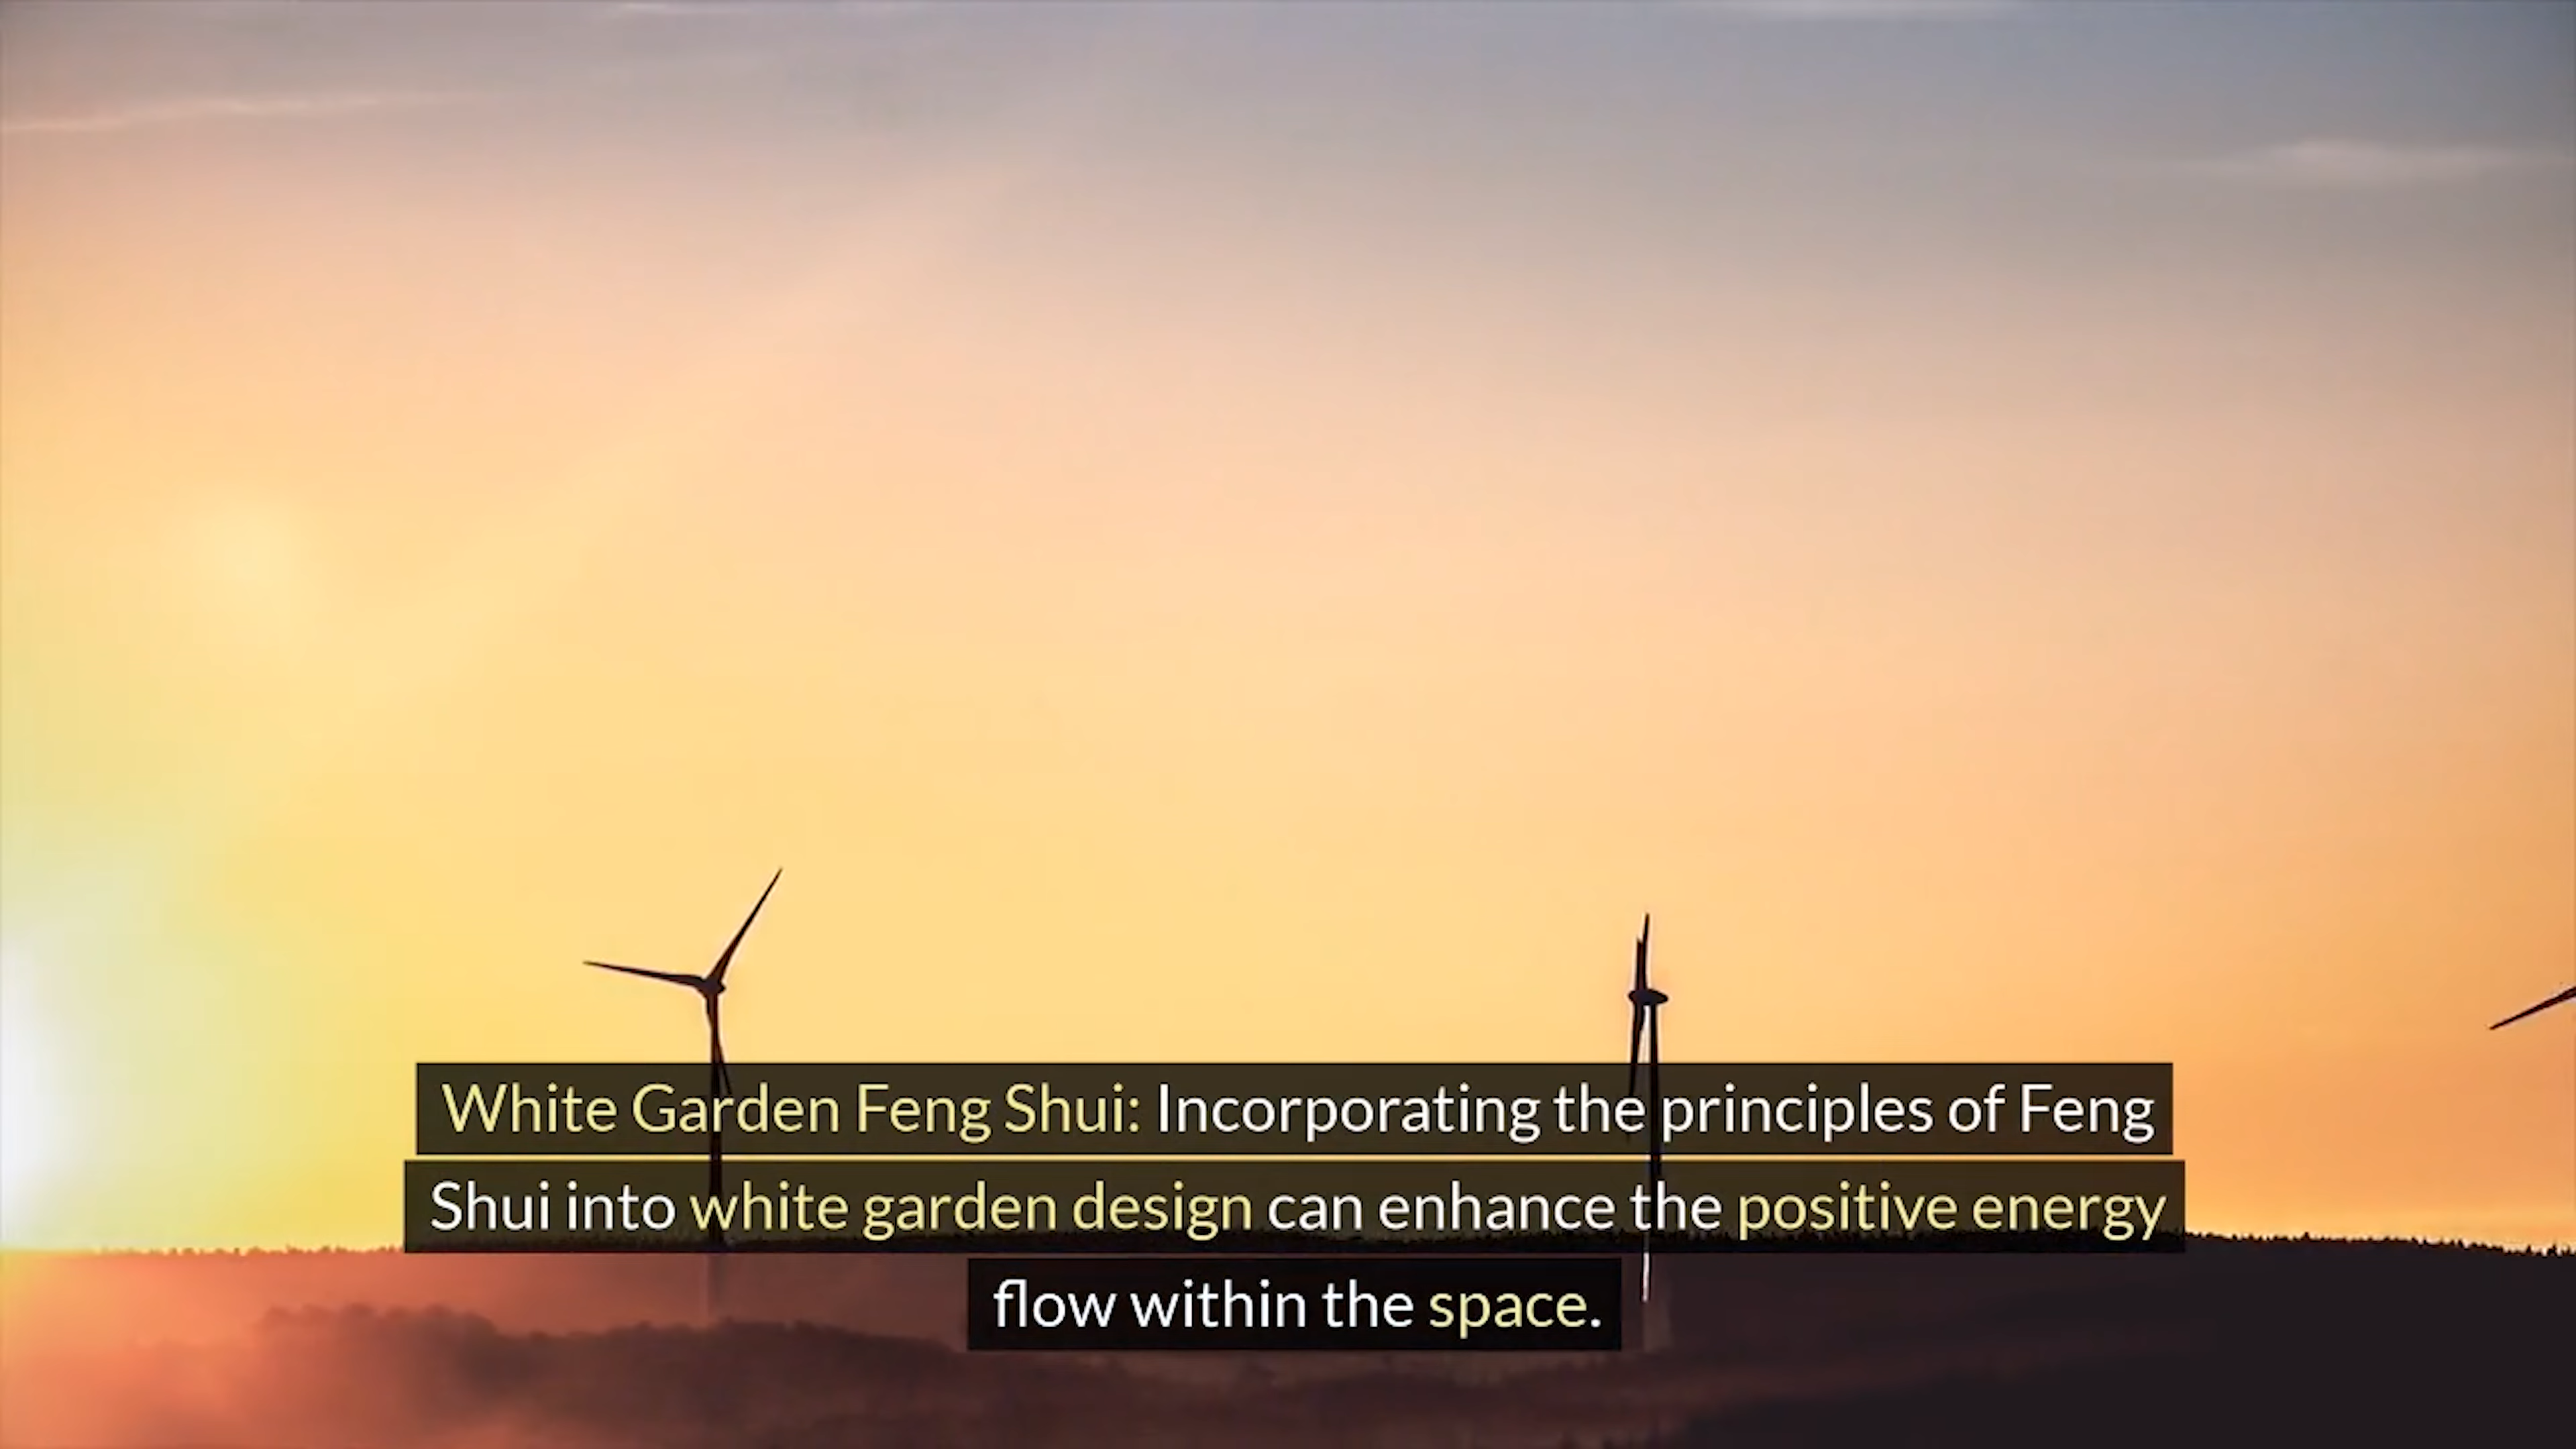 White Garden Feng Shui: Incorporating the principles of Feng
Shui into white garden design can enhance the positive energy
flow within the space.